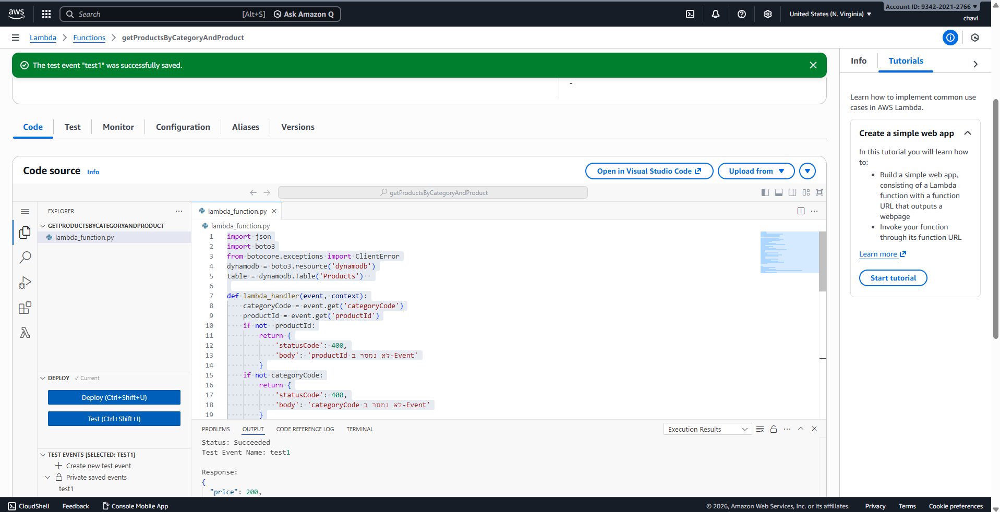 aws
Search [Alt+S] Ask Amazon Q
United States (N. Virginia) ▼
Account ID: 9342-2021-2766 ▼
chavi
Lambda > Functions > getProductsByCategoryAndProduct
The test event "test1" was successfully saved.
-
Code Test Monitor Configuration Aliases Versions
Code source Info
Open in Visual Studio Code
Upload from ▼
getProductsByCategoryAndProduct
EXPLORER
GETPRODUCTSBYCATEGORYANDPRODUCT
lambda_function.py
DEPLOY ✓ Current
Deploy (Ctrl+Shift+U)
Test (Ctrl+Shift+I)
TEST EVENTS [SELECTED: TEST1]
Create new test event
Private saved events
test1
lambda_function.py
lambda_function.py
1 import json
2 import boto3
3 from botocore.exceptions import ClientError
4 dynamodb = boto3.resource('dynamodb')
5 table = dynamodb.Table('Products')
6
7 def lambda_handler(event, context):
8 categoryCode = event.get('categoryCode')
9 productId = event.get('productId')
10 if not productId:
11 return {
12 'statusCode': 400,
13 'body': 'productId לא נמסר ב-Event'
14 }
15 if not categoryCode:
16 return {
17 'statusCode': 400,
18 'body': 'categoryCode לא נמסר ב-Event'
19 }
PROBLEMS OUTPUT CODE REFERENCE LOG TERMINAL
Execution Results
Status: Succeeded
Test Event Name: test1
Response:
{
"price": 200,
Info Tutorials
Learn how to implement common use
cases in AWS Lambda.
Create a simple web app
In this tutorial you will learn how
to:
• Build a simple web app,
consisting of a Lambda
function with a function
URL that outputs a
webpage
• Invoke your function
through its function URL
Learn more
Start tutorial
CloudShell Feedback Console Mobile App
© 2026, Amazon Web Services, Inc. or its affiliates. Privacy Terms Cookie preferences